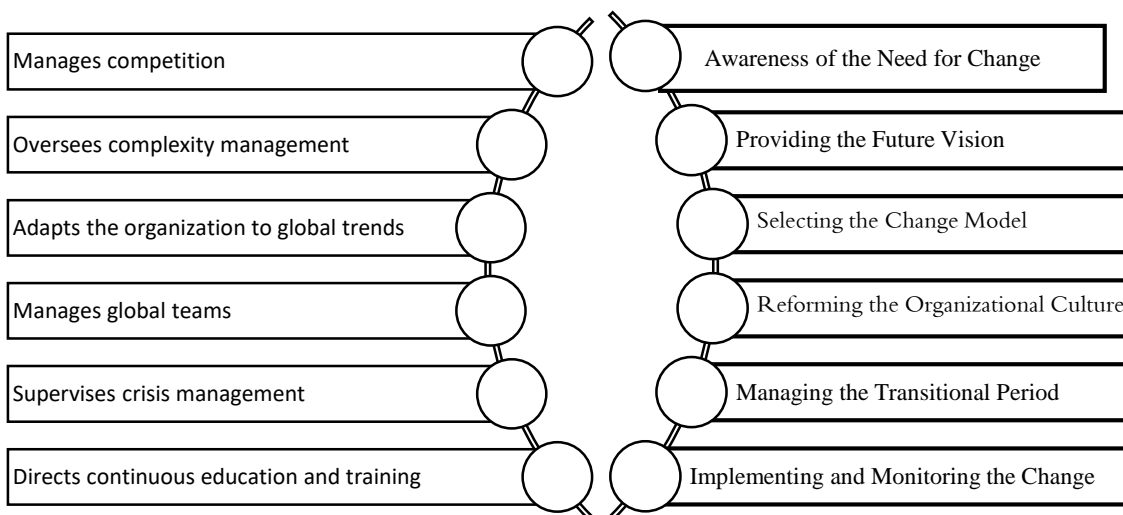 Manages competition
Oversees complexity management
Adapts the organization to global trends
Manages global teams
Supervises crisis management
Directs continuous education and training
Awareness of the Need for Change
Providing the Future Vision
Selecting the Change Model
Reforming the Organizational Culture
Managing the Transitional Period
Implementing and Monitoring the Change